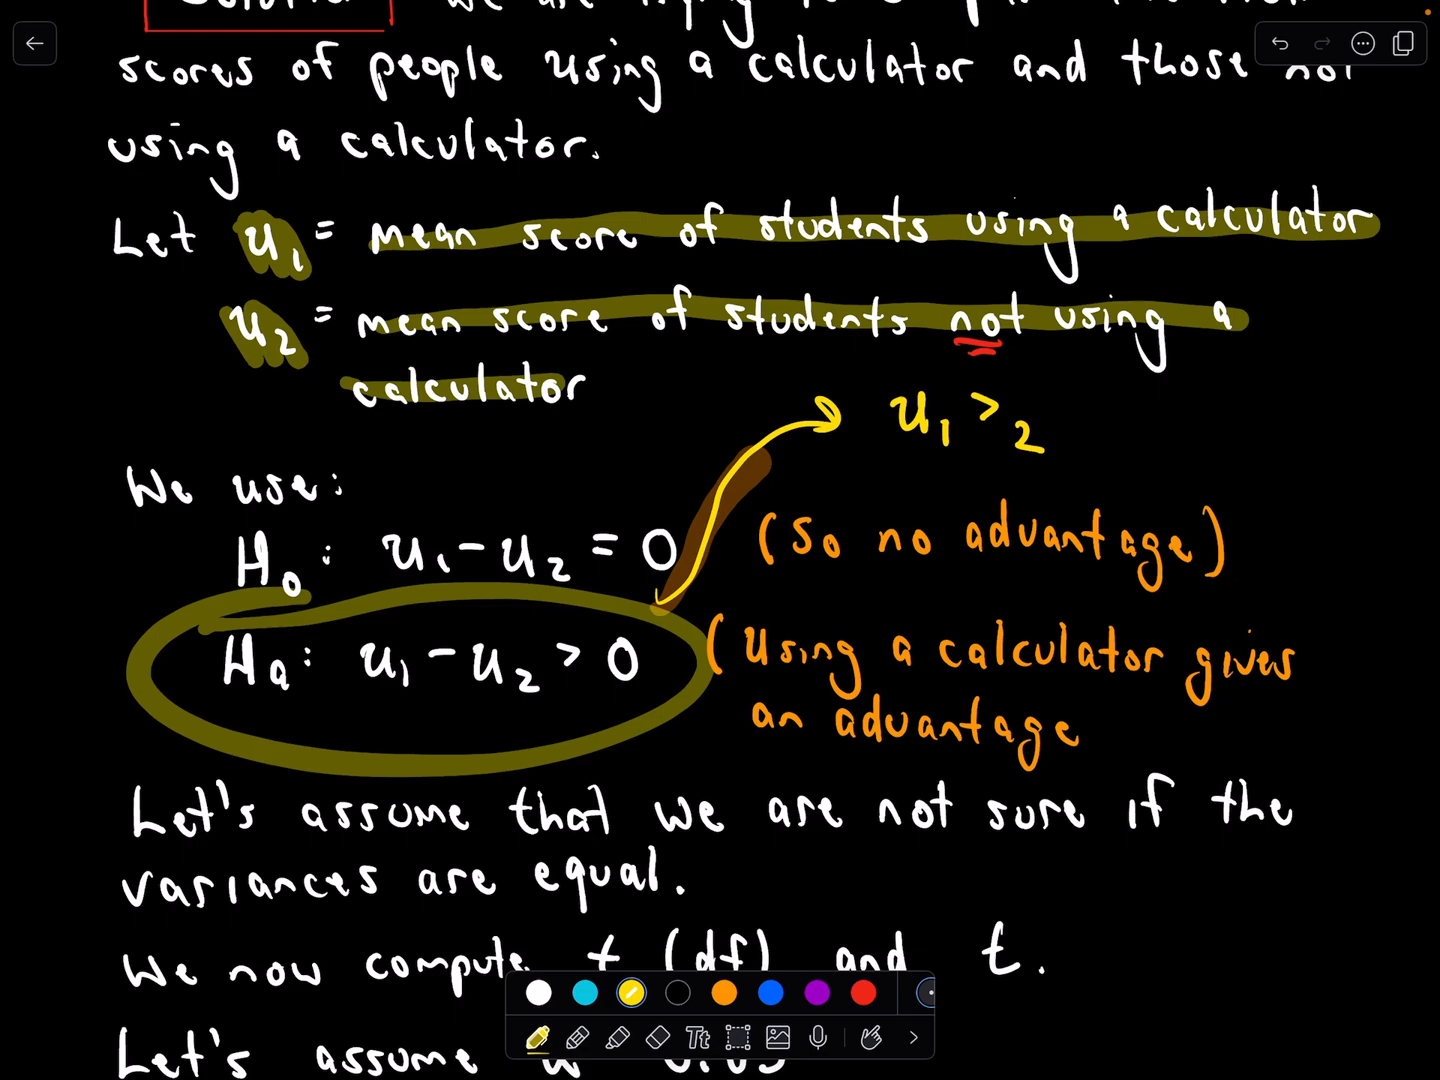 scores of people using a calculator and those not
using a calculator.
Let u₁ = mean score of students using a calculator
u₂ = mean score of students not using a
calculator
u₁ > ₂
We use:
H₀ : u₁ - u₂ = 0 (So no advantage)
Hₐ : u₁ - u₂ > 0 (Using a calculator gives
an advantage
Let's assume that we are not sure if the
variances are equal.
We now compute (df) and t.
Let's assume
Tt